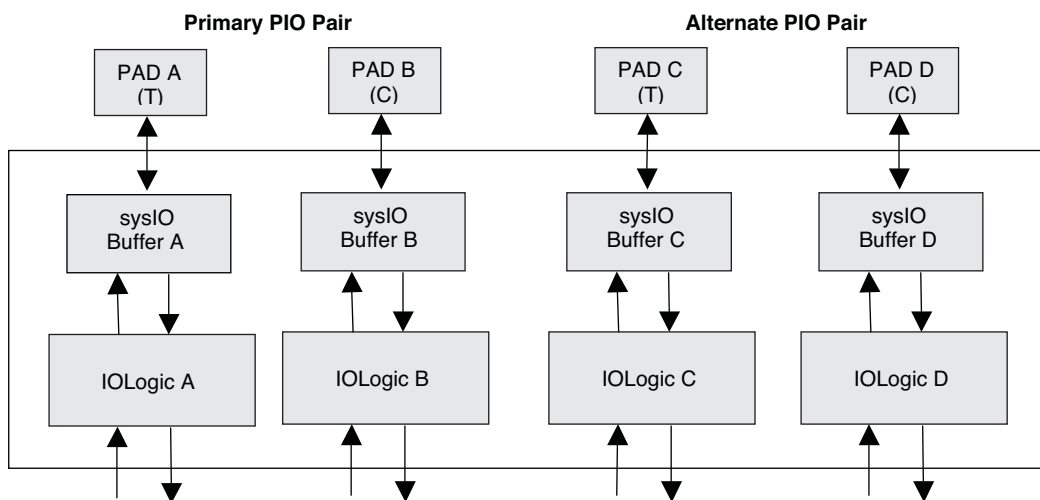 Primary PIO Pair
Alternate PIO Pair
PAD A
(T)
PAD B
(C)
PAD C
(T)
PAD D
(C)
sysIO
Buffer A
sysIO
Buffer B
sysIO
Buffer C
sysIO
Buffer D
IOLogic A
IOLogic B
IOLogic C
IOLogic D